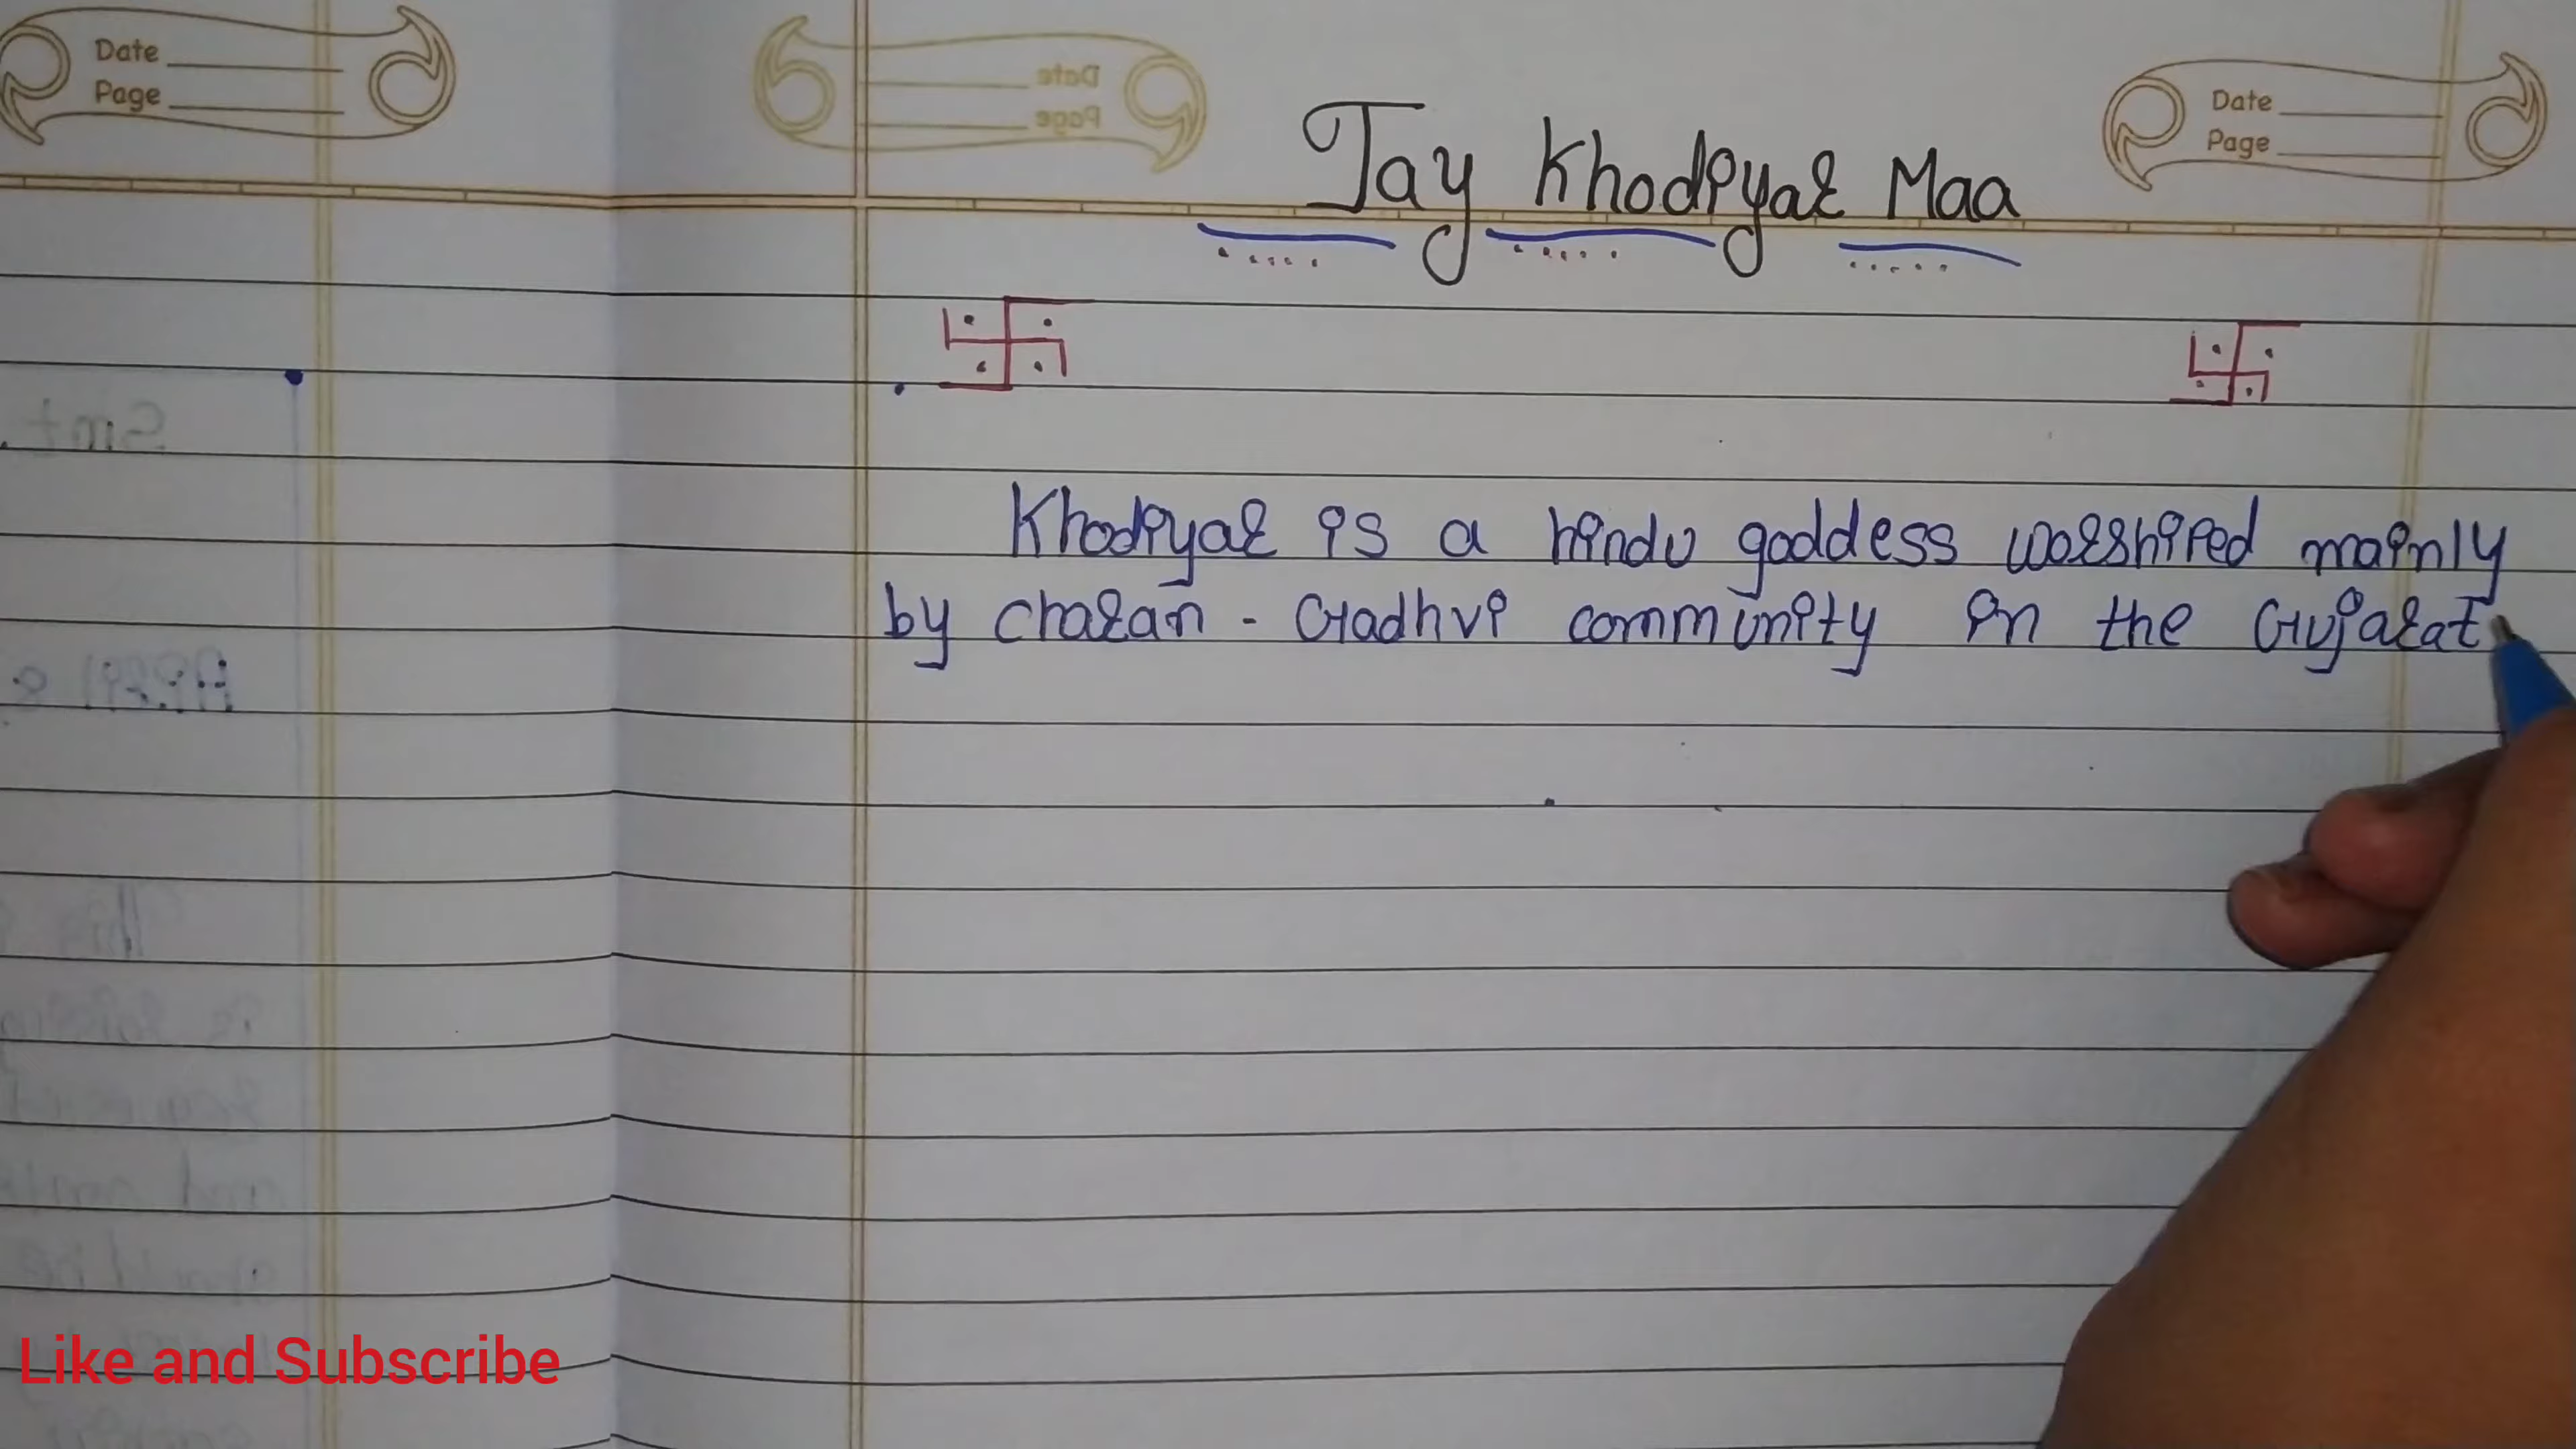 Date
Page
Date
Page
Date
Page
Jay Khodiyar Maa
Khodiyar is a hindu goddess worshiped mainly
by charan - Gadhvi community in the Gujarat
Like and Subscribe